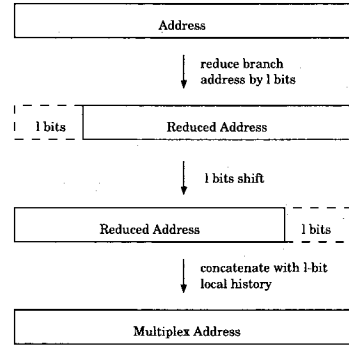 Address
reduce branch
address by l bits
l bits
Reduced Address
l bits shift
Reduced Address
l bits
concatenate with l-bit
local history
Multiplex Address